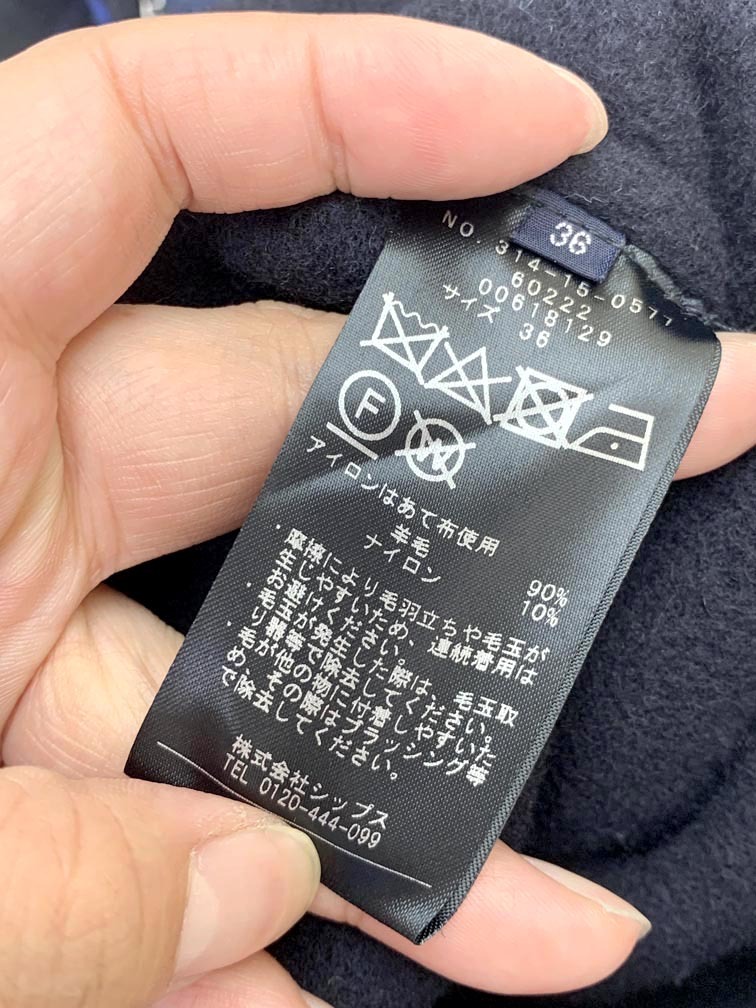 36
NO. 314-15-0577
60222
00618129
サイズ 36
F
W
アイロンはあて布使用
羊毛 90%
ナイロン 10%
・摩擦により毛羽立ちや毛玉が
生じやすいため、連続着用は
お避けください。
・毛玉が発生した際は、毛玉取
り器等で除去してください。
・毛が他の物に付着しやすいた
め、その際はブラッシング等
で除去してください。
株式会社シップス
TEL 0120-444-099